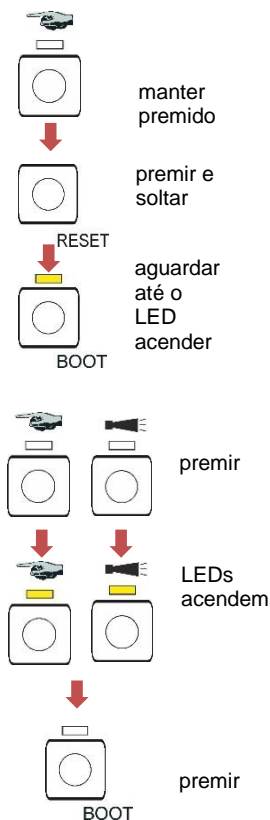 manter
premido
premir e
soltar
RESET
aguardar
até o
LED
acender
BOOT
premir
LEDs
acendem
premir
BOOT